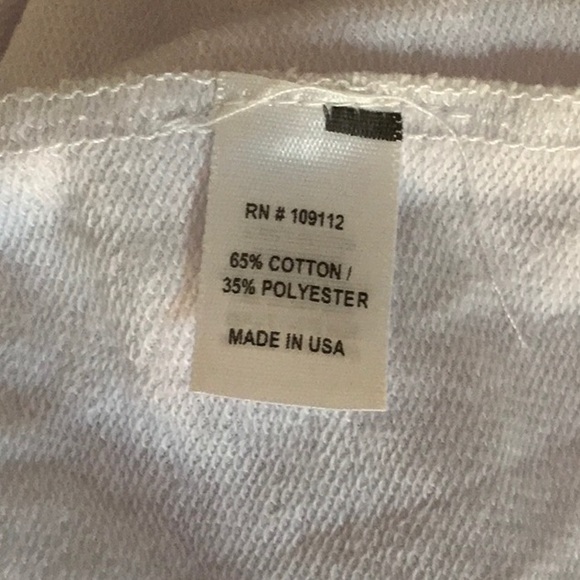 RN # 109112
65% COTTON /
35% POLYESTER
MADE IN USA